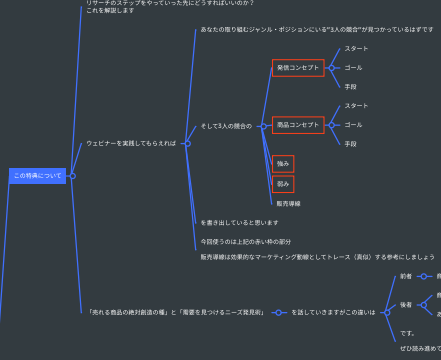 リサーチのステップをやっていった先にどうすればいいのか？
これを解説します
あなたの取り組むジャンル・ポジションにいる"3人の競合"が見つかっているはずです
スタート
発信コンセプト
ゴール
手段
スタート
そして3人の競合の
商品コンセプト
ゴール
手段
ウェビナーを実践してもらえれば
強み
この特典について
弱み
販売導線
を書き出していると思います
今回使うのは上記の赤い枠の部分
販売導線は効果的なマーケティング動線としてトレース（真似）する参考にしましょう
前者
「売れる商品の絶対創造の種」と「需要を見つけるニーズ発見術」
を話していきますがこの違いは
後者
あ
です。
ぜひ読み進めて